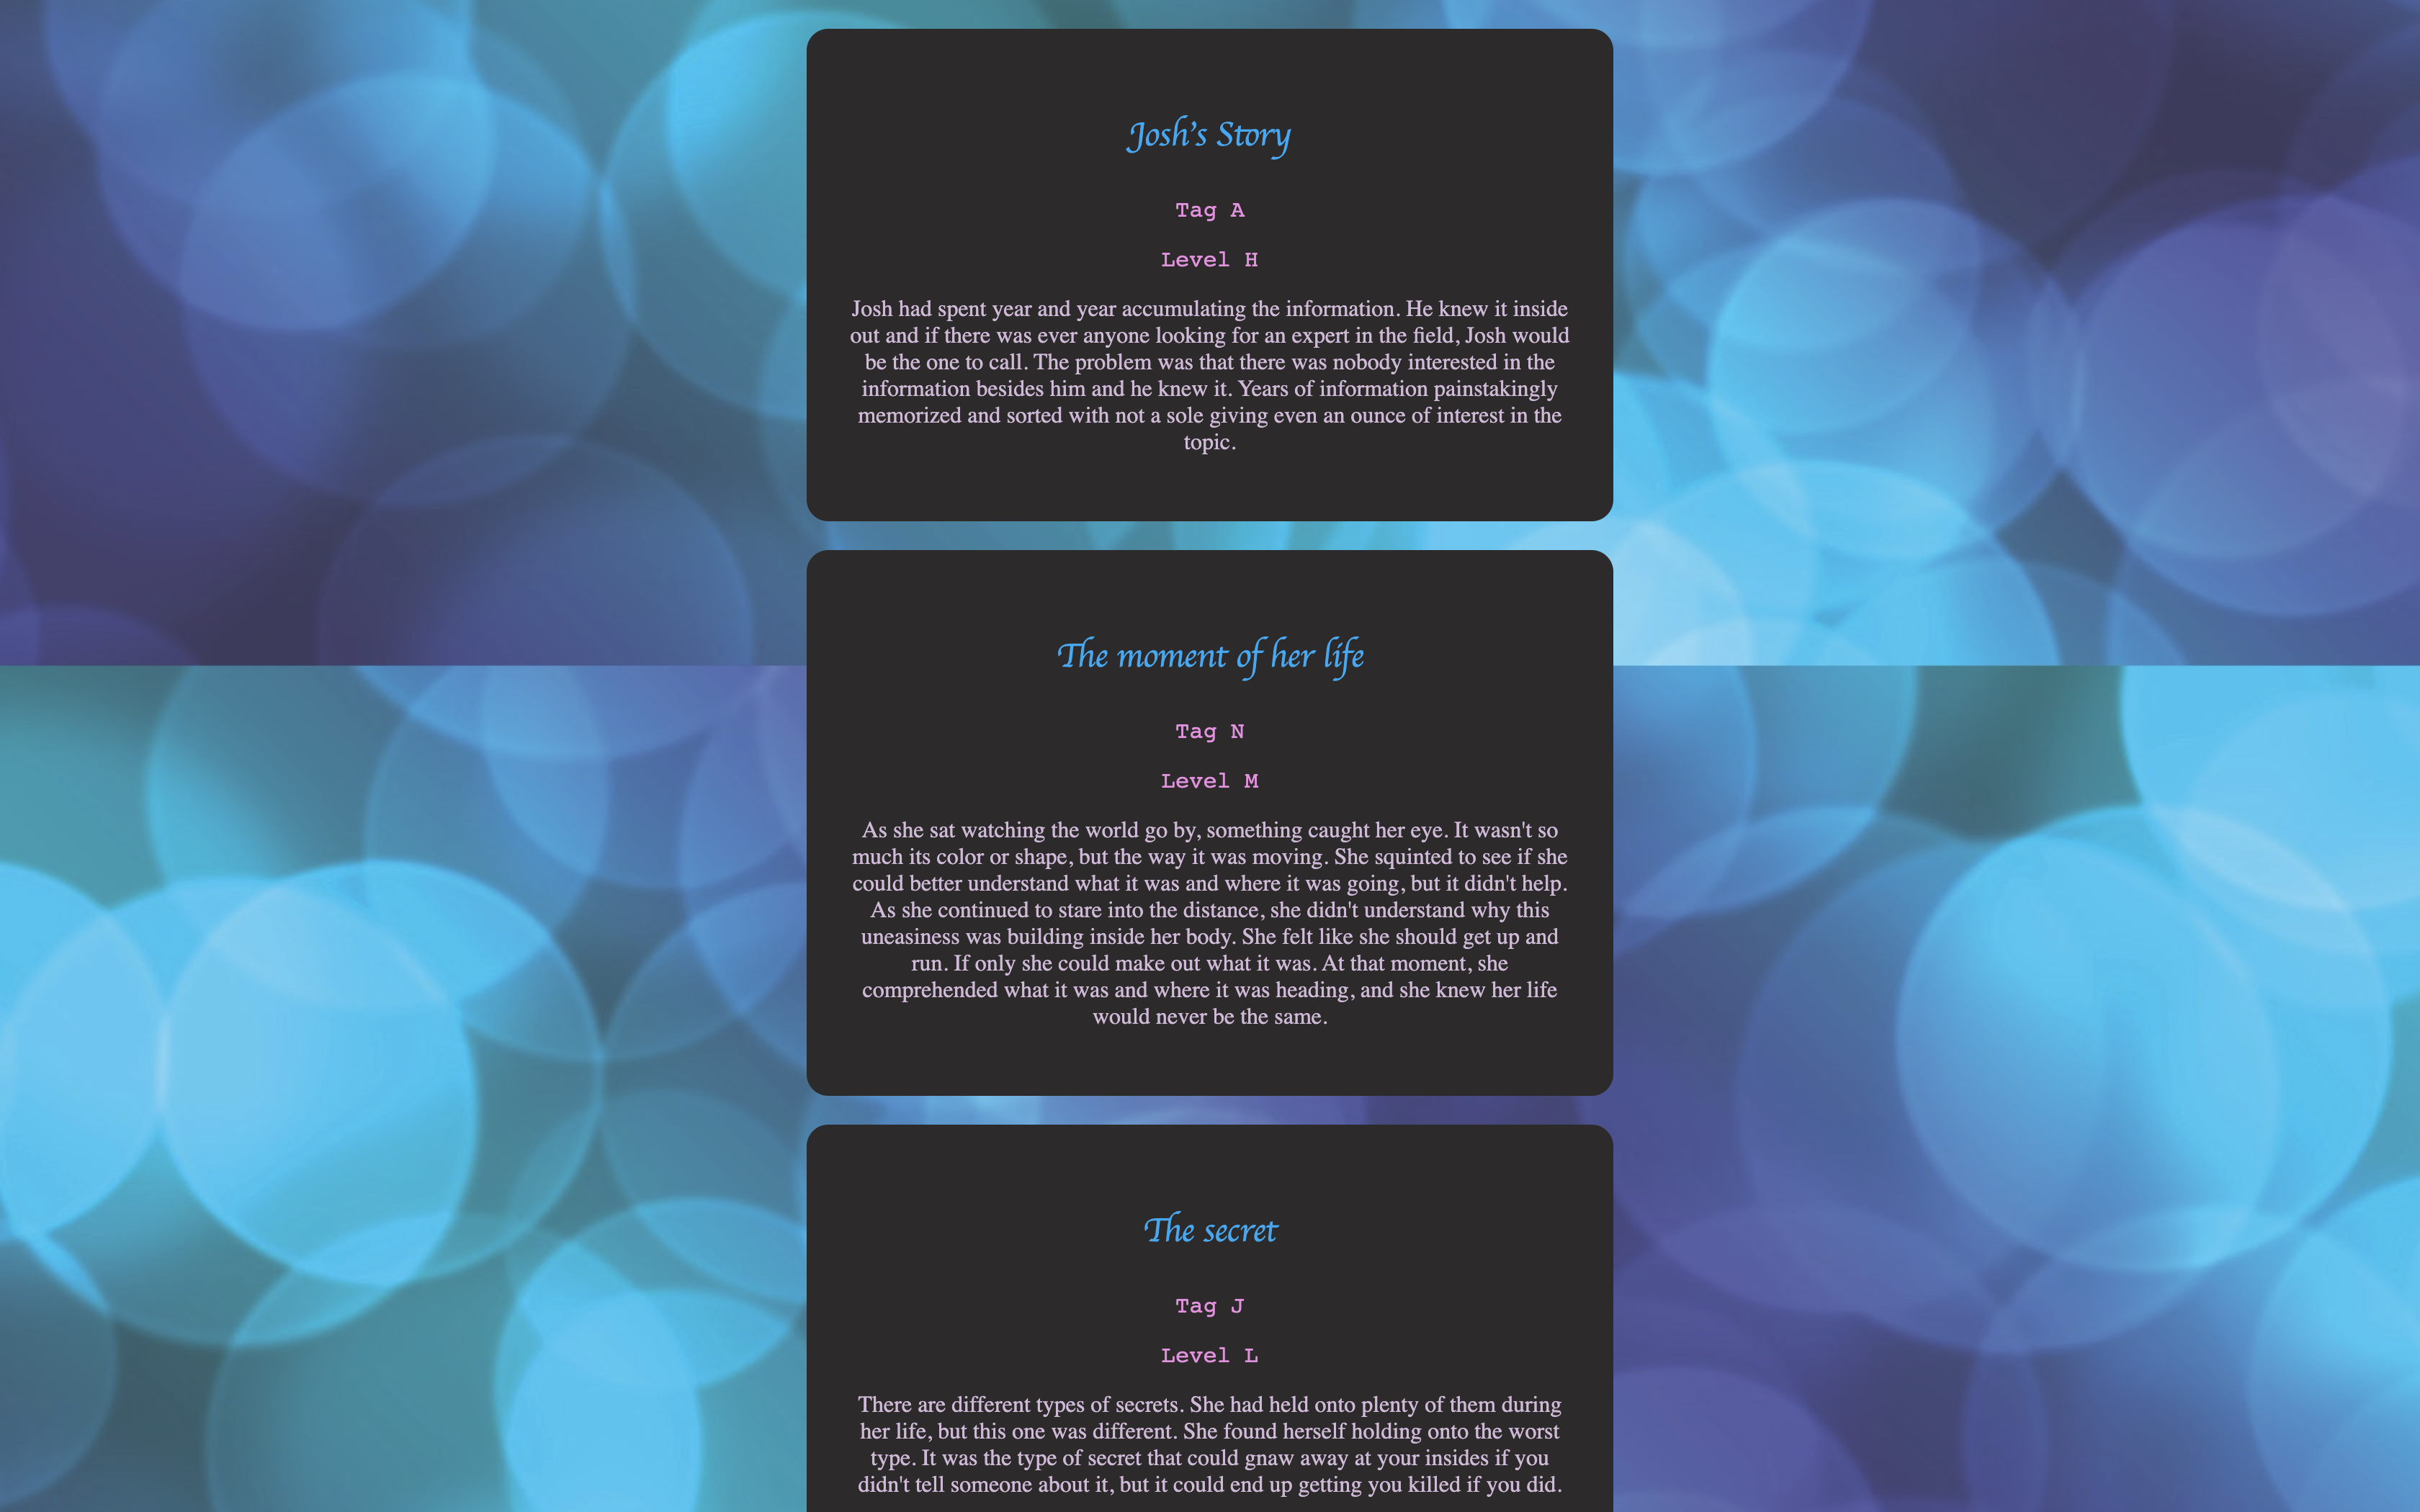 Josh's Story
Tag A
Level H
Josh had spent year and year accumulating the information. He knew it inside
out and if there was ever anyone looking for an expert in the field, Josh would
be the one to call. The problem was that there was nobody interested in the
information besides him and he knew it. Years of information painstakingly
memorized and sorted with not a sole giving even an ounce of interest in the
topic.
The moment of her life
Tag N
Level M
As she sat watching the world go by, something caught her eye. It wasn't so
much its color or shape, but the way it was moving. She squinted to see if she
could better understand what it was and where it was going, but it didn't help.
As she continued to stare into the distance, she didn't understand why this
uneasiness was building inside her body. She felt like she should get up and
run. If only she could make out what it was. At that moment, she
comprehended what it was and where it was heading, and she knew her life
would never be the same.
The secret
Tag J
Level L
There are different types of secrets. She had held onto plenty of them during
her life, but this one was different. She found herself holding onto the worst
type. It was the type of secret that could gnaw away at your insides if you
didn't tell someone about it, but it could end up getting you killed if you did.